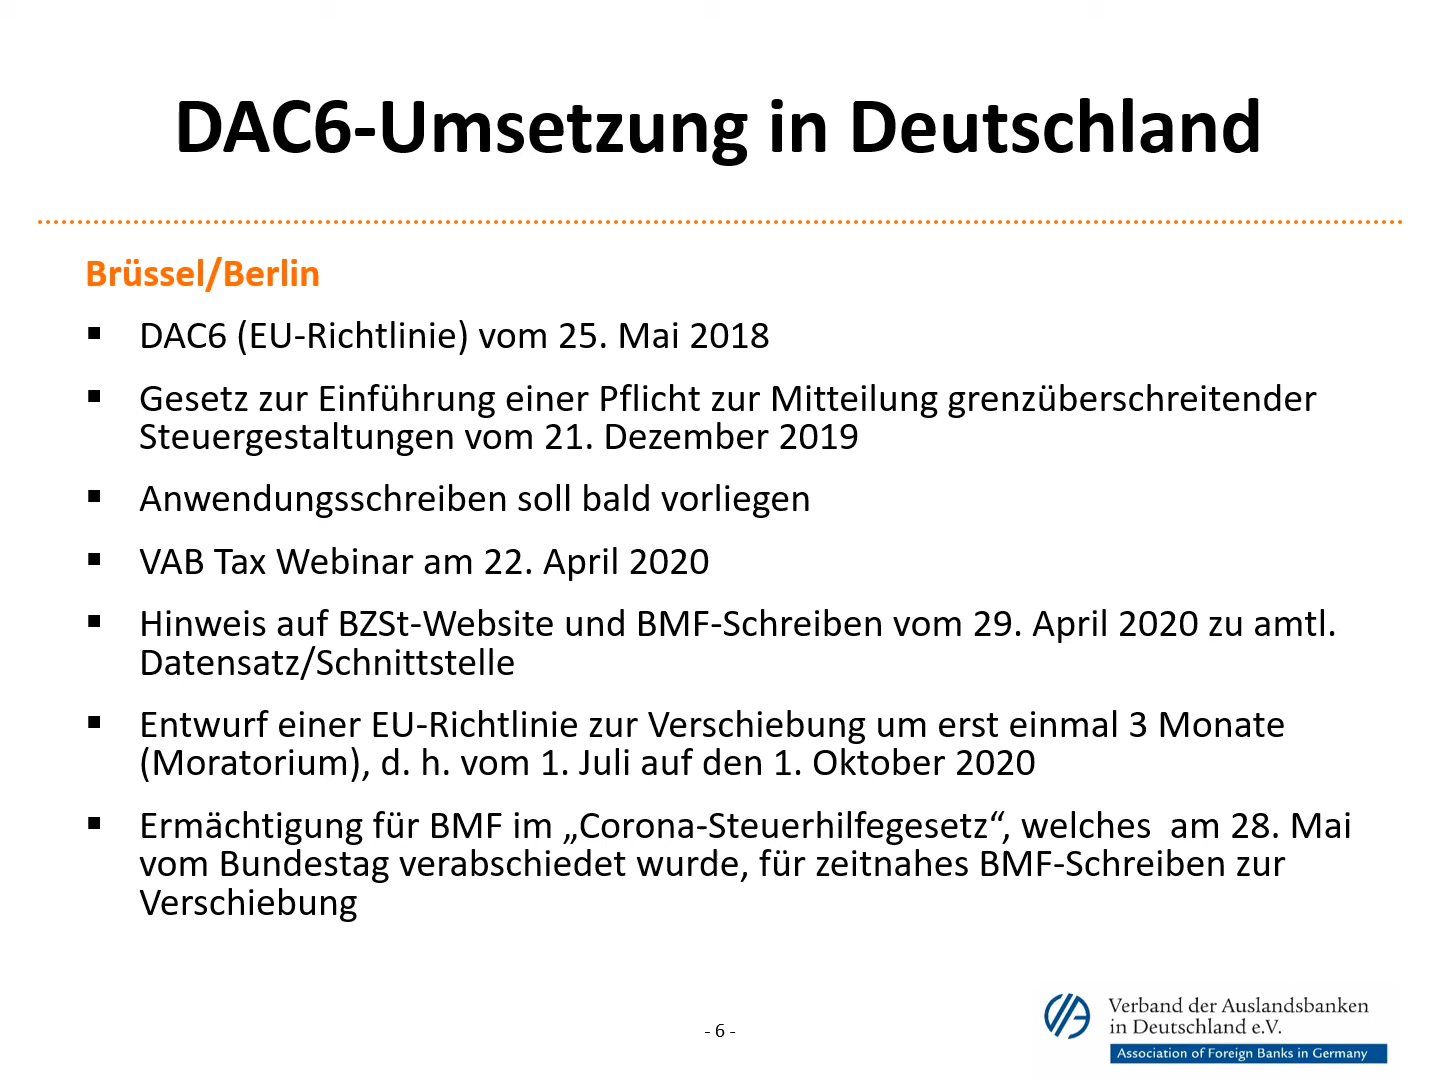 DAC6-Umsetzung in Deutschland
Brüssel/Berlin
▪ DAC6 (EU-Richtlinie) vom 25. Mai 2018
▪ Gesetz zur Einführung einer Pflicht zur Mitteilung grenzüberschreitender
Steuergestaltungen vom 21. Dezember 2019
▪ Anwendungsschreiben soll bald vorliegen
▪ VAB Tax Webinar am 22. April 2020
▪ Hinweis auf BZSt-Website und BMF-Schreiben vom 29. April 2020 zu amtl.
Datensatz/Schnittstelle
▪ Entwurf einer EU-Richtlinie zur Verschiebung um erst einmal 3 Monate
(Moratorium), d. h. vom 1. Juli auf den 1. Oktober 2020
▪ Ermächtigung für BMF im „Corona-Steuerhilfegesetz“, welches  am 28. Mai
vom Bundestag verabschiedet wurde, für zeitnahes BMF-Schreiben zur
Verschiebung
- 6 -
Verband der Auslandsbanken
in Deutschland e.V.
Association of Foreign Banks in Germany